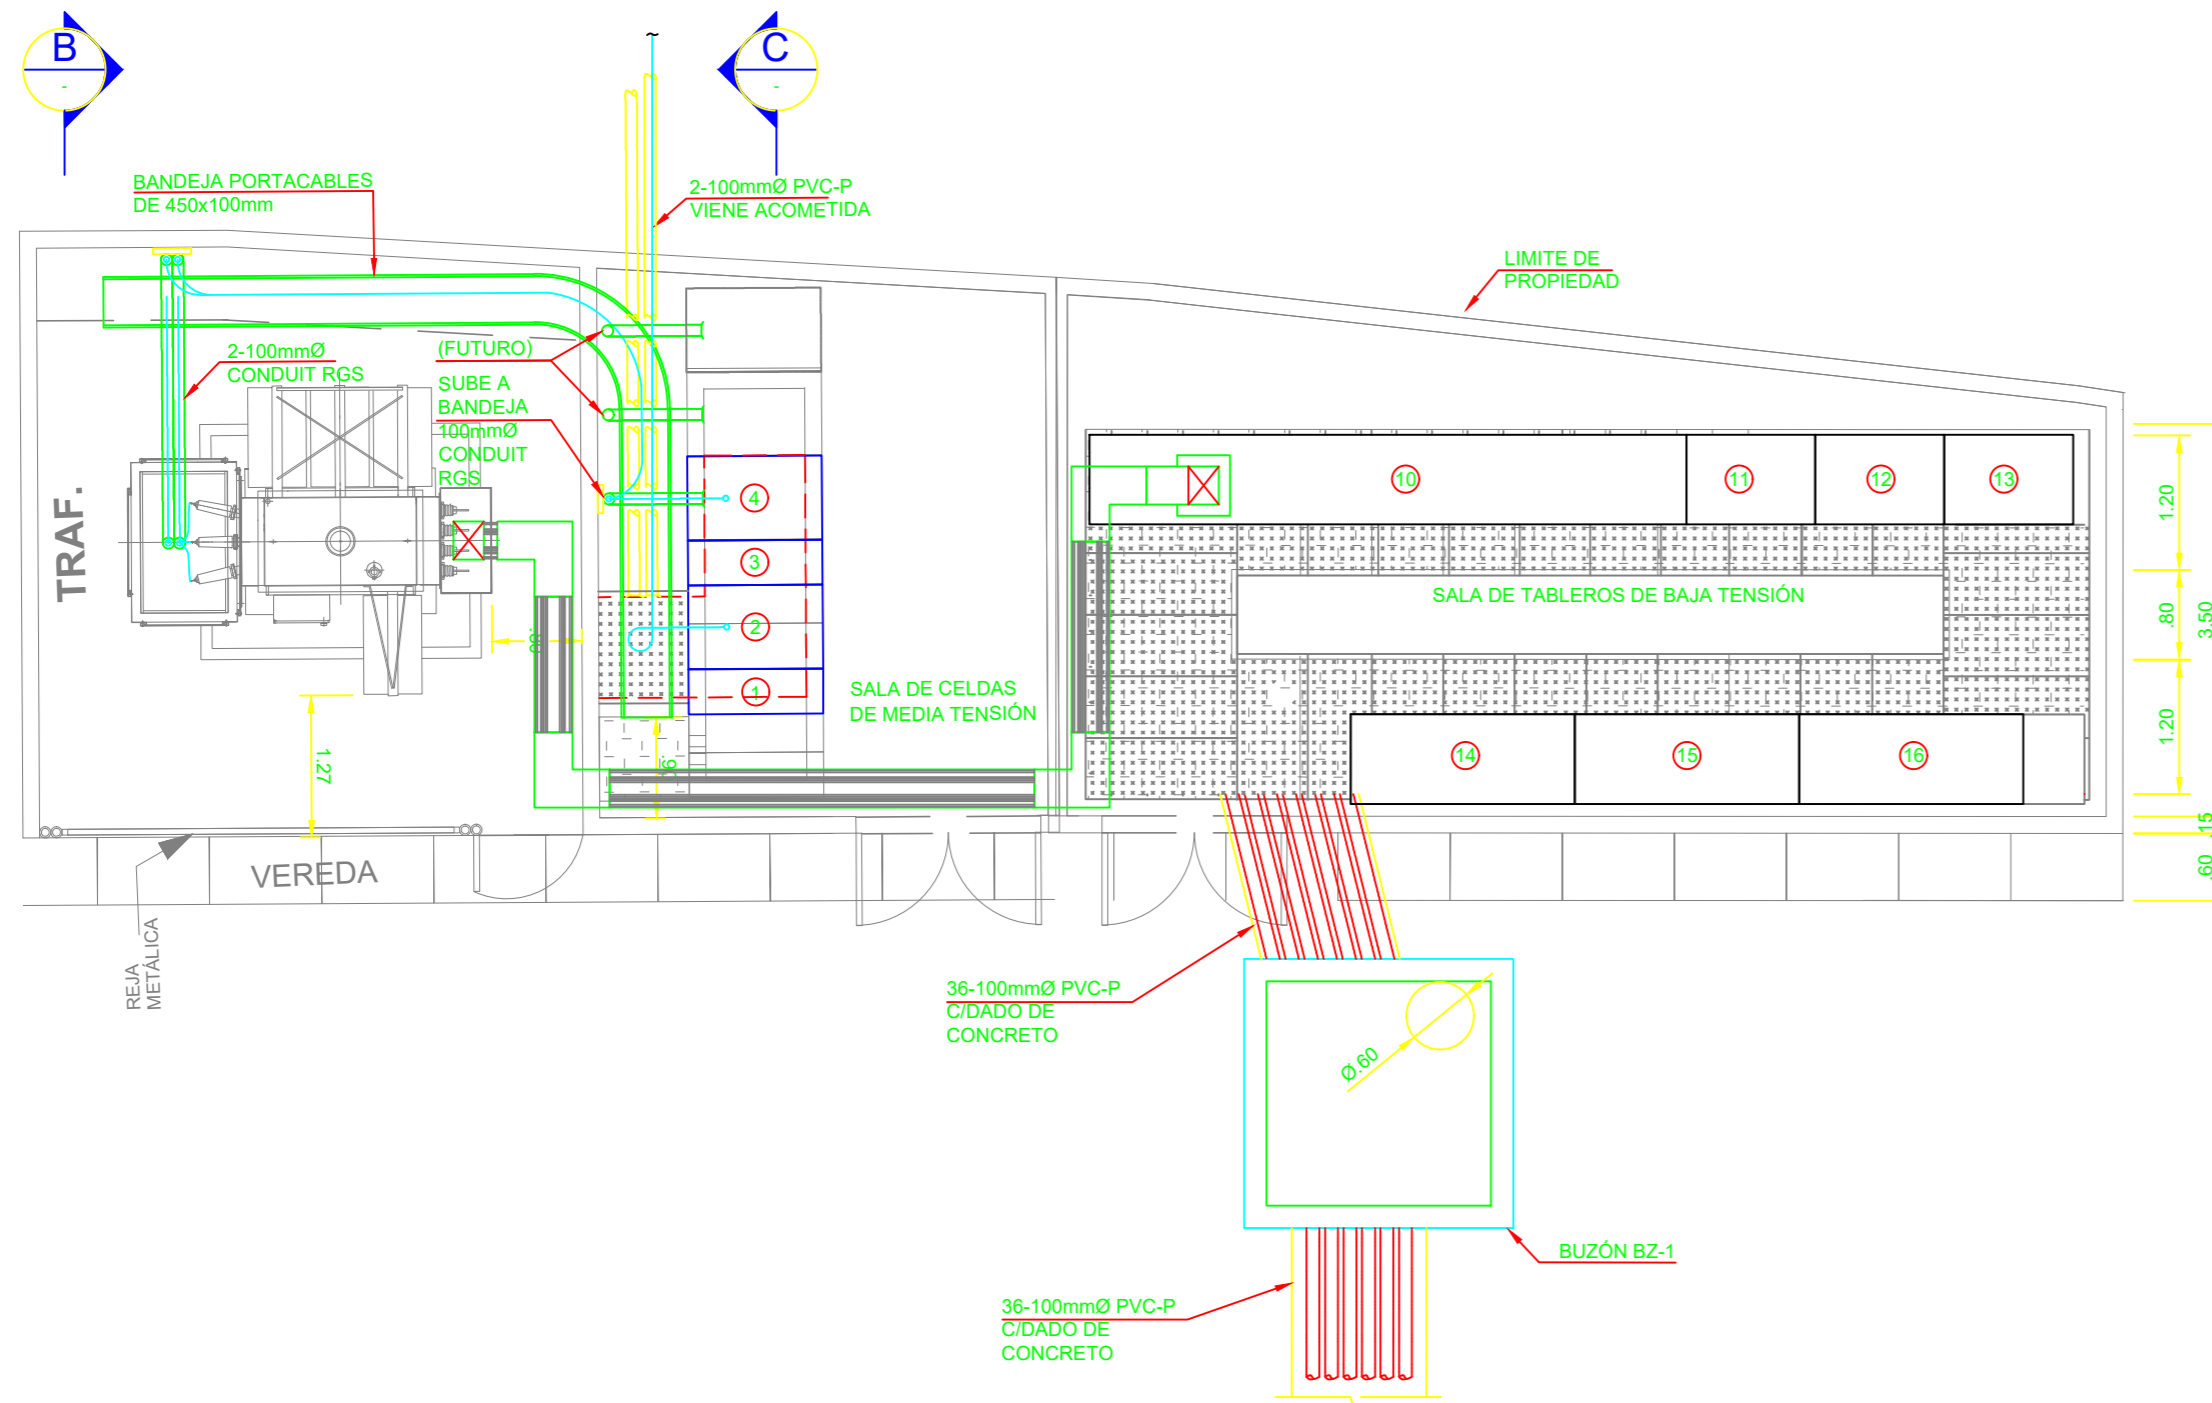 B
-
C
-
BANDEJA PORTACABLES
DE 450x100mm
2-100mmØ PVC-P
VIENE ACOMETIDA
LIMITE DE
PROPIEDAD
2-100mmØ
CONDUIT RGS
(FUTURO)
SUBE A
BANDEJA
100mmØ
CONDUIT
RGS
TRAF.
4
3
2
1
10
11
12
13
SALA DE TABLEROS DE BAJA TENSIÓN
SALA DE CELDAS
DE MEDIA TENSIÓN
14
15
16
1.27
1.20
.80
1.20
3.50
.15
.60
VEREDA
REJA
METÁLICA
36-100mmØ PVC-P
C/DADO DE
CONCRETO
Ø.60
BUZÓN BZ-1
36-100mmØ PVC-P
C/DADO DE
CONCRETO